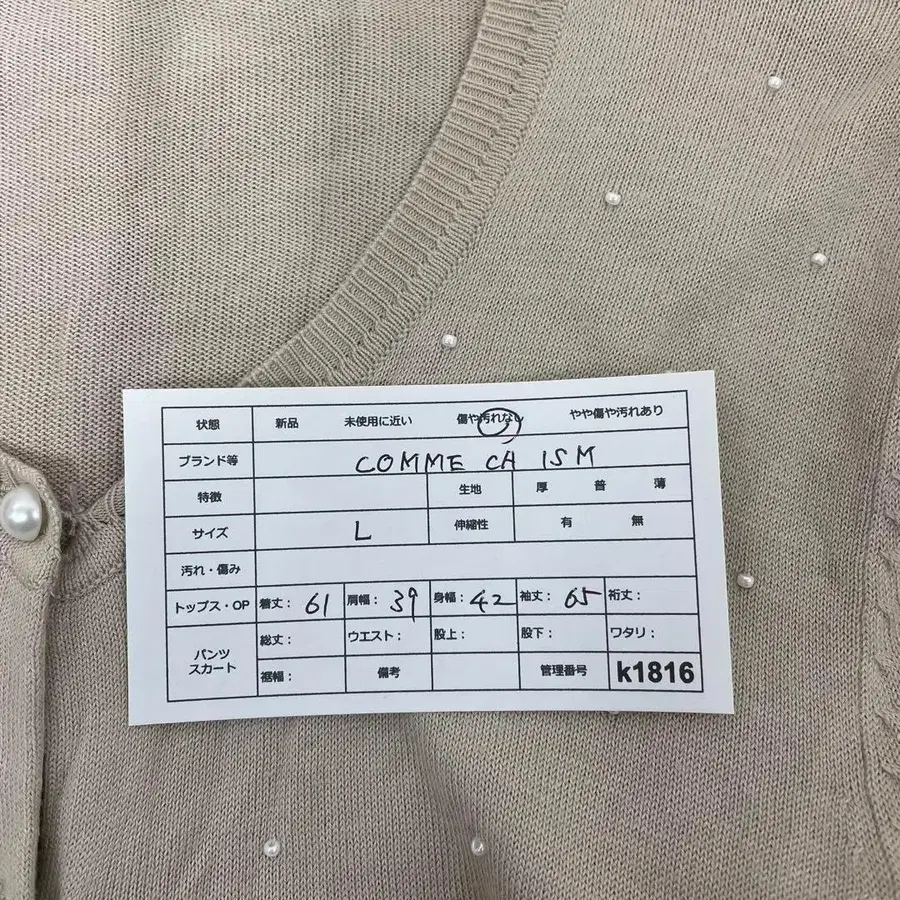 状態 新品 未使用に近い 傷や汚れなし やや傷や汚れあり
ブランド等 COMME CA ISM
特徴 生地 厚 普 薄
サイズ L 伸縮性 有 無
汚れ・傷み
トップス・OP 着丈: 61 肩幅: 39 身幅: 42 袖丈: 65 裄丈:
パンツ スカート 総丈: ウエスト: 股上: 股下: ワタリ:
裾幅: 備考 管理番号 k1816